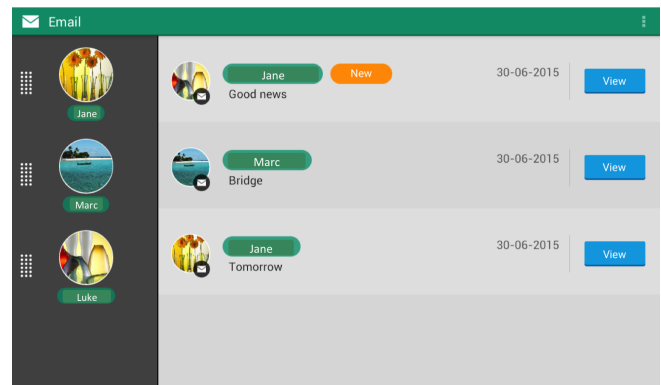 Email
Jane
Marc
Luke
Jane New 30-06-2015 View
Good news
Marc 30-06-2015 View
Bridge
Jane 30-06-2015 View
Tomorrow